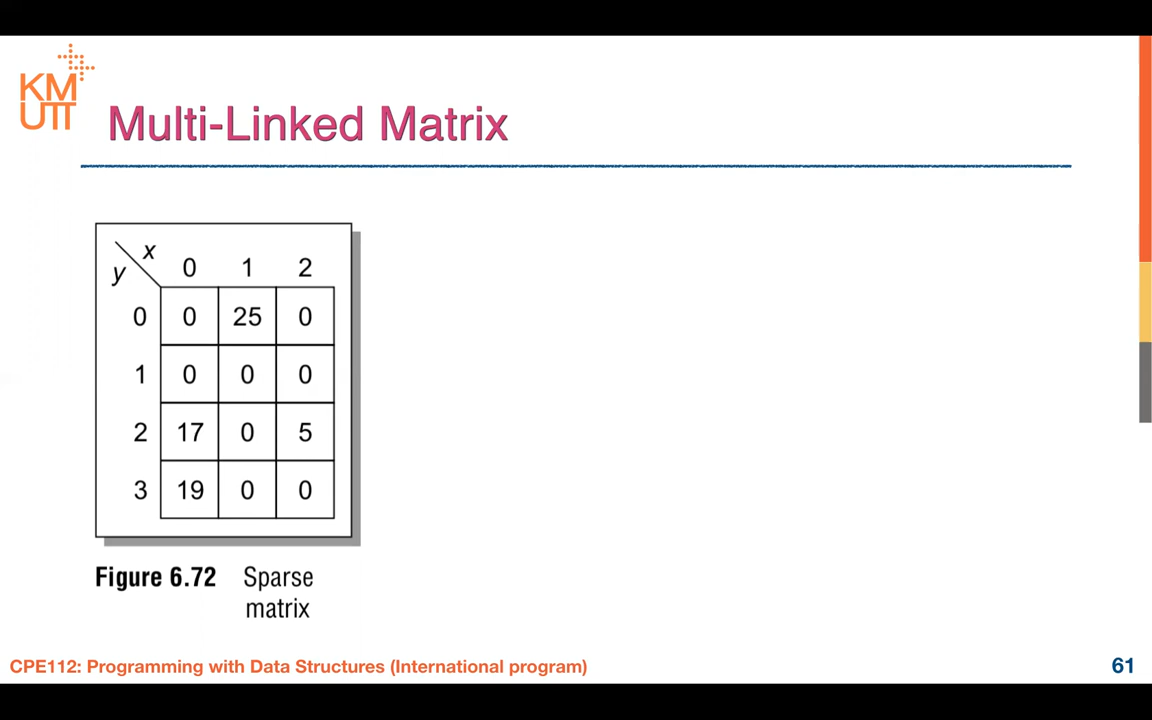 KM
UTT
Multi-Linked Matrix
x
y
0 1 2
0 0 25 0
1 0 0 0
2 17 0 5
3 19 0 0
Figure 6.72 Sparse
matrix
CPE112: Programming with Data Structures (International program)
61